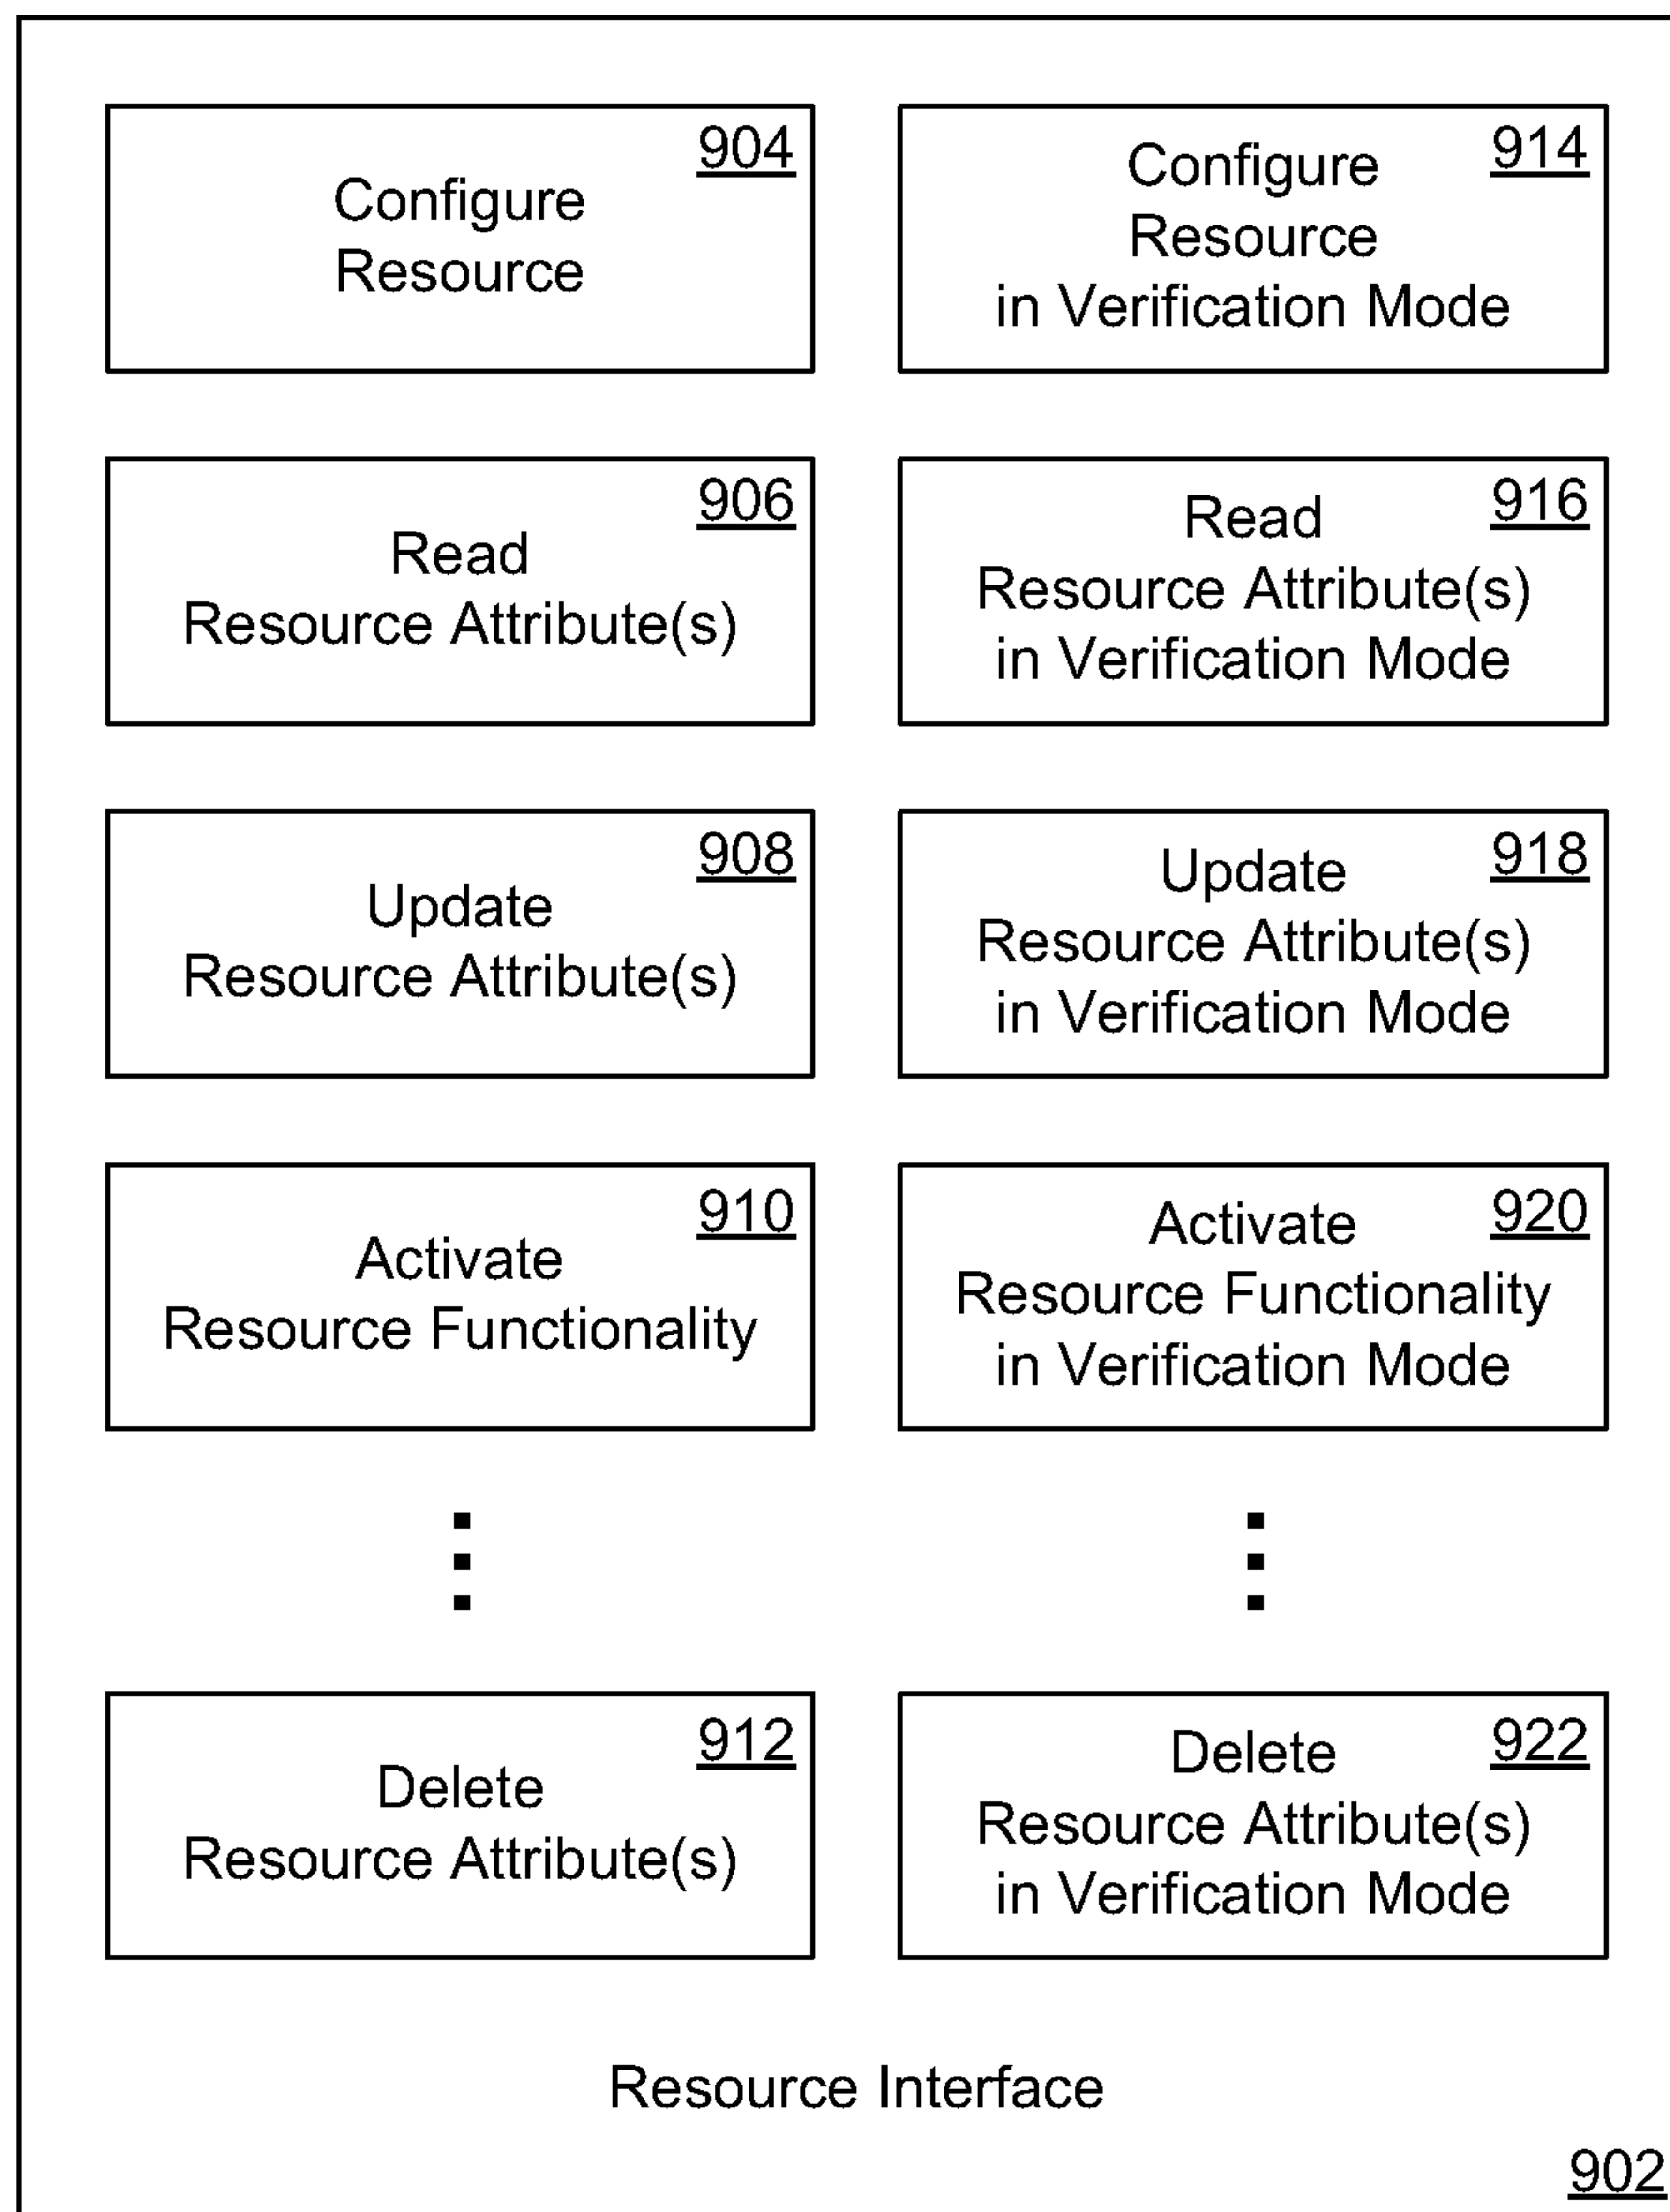 904
Configure
Resource
914
Configure
Resource
in Verification Mode
906
Read
Resource Attribute(s)
916
Read
Resource Attribute(s)
in Verification Mode
908
Update
Resource Attribute(s)
918
Update
Resource Attribute(s)
in Verification Mode
910
Activate
Resource Functionality
920
Activate
Resource Functionality
in Verification Mode
912
Delete
Resource Attribute(s)
922
Delete
Resource Attribute(s)
in Verification Mode
Resource Interface
902